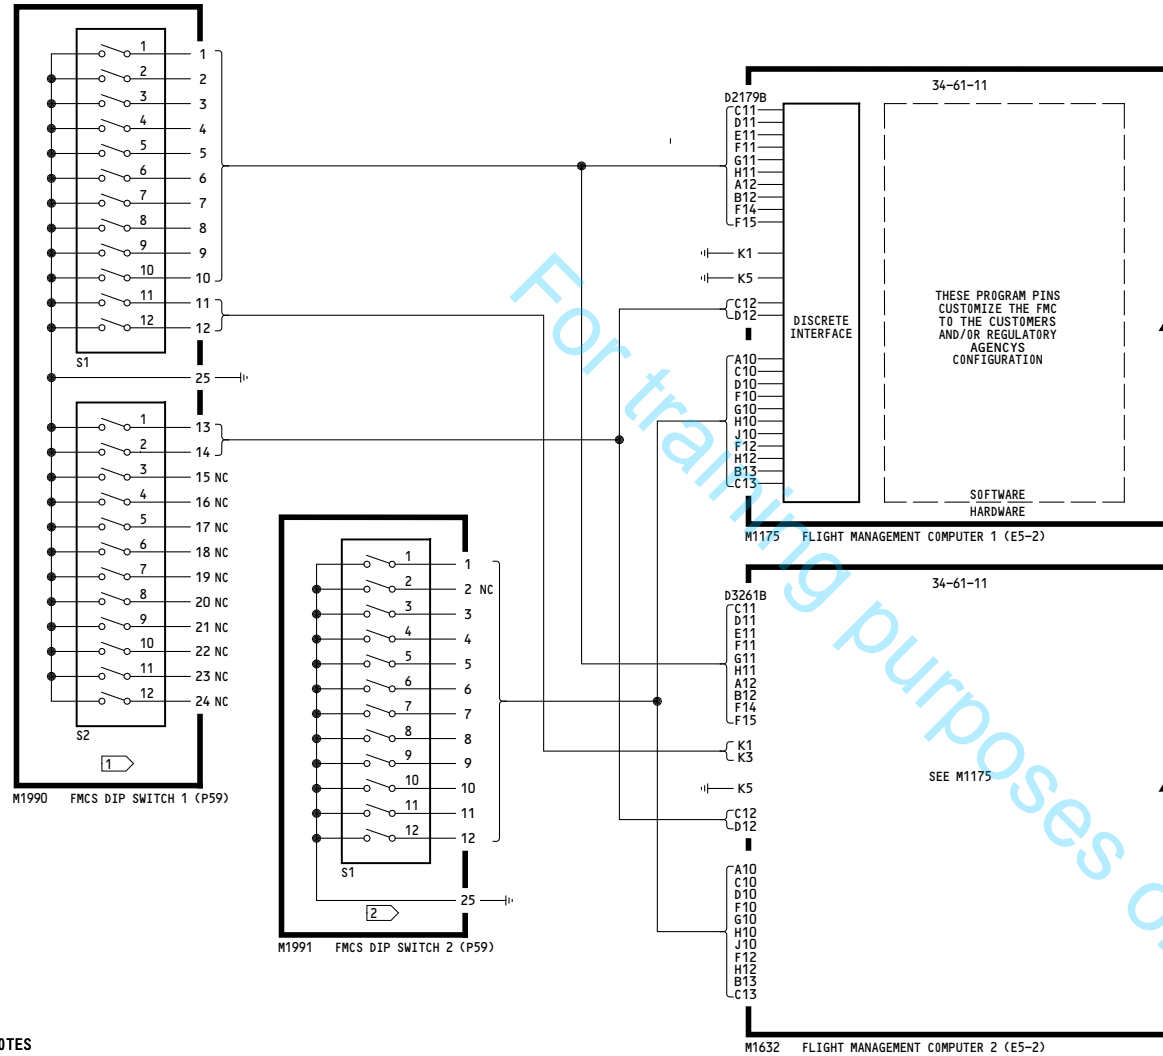 1 1
2 2
3 3
4 4
5 5
6 6
7 7
8 8
9 9
10 10
11 11
12 12
S1
25
1 13
2 14
3 15 NC
4 16 NC
5 17 NC
6 18 NC
7 19 NC
8 20 NC
9 21 NC
10 22 NC
11 23 NC
12 24 NC
S2
1
M1990 FMCS DIP SWITCH 1 (P59)
1 1
2 2 NC
3 3
4 4
5 5
6 6
7 7
8 8
9 9
10 10
11 11
12 12
S1
25
2
M1991 FMCS DIP SWITCH 2 (P59)
34-61-11
D2179B
C11
D11
E11
F11
G11
H11
A12
B12
F14
F15
K1
K5
C12
D12
A10
C10
D10
F10
G10
H10
J10
F12
H12
B13
C13
DISCRETE
INTERFACE
THESE PROGRAM PINS
CUSTOMIZE THE FMC
TO THE CUSTOMERS
AND/OR REGULATORY
AGENCYS
CONFIGURATION
SOFTWARE
HARDWARE
M1175 FLIGHT MANAGEMENT COMPUTER 1 (E5-2)
34-61-11
D3261B
C11
D11
E11
F11
G11
H11
A12
B12
F14
F15
K1
K3
K5
C12
D12
A10
C10
D10
F10
G10
H10
J10
F12
H12
B13
C13
SEE M1175
M1632 FLIGHT MANAGEMENT COMPUTER 2 (E5-2)
OTES
For training purposes o